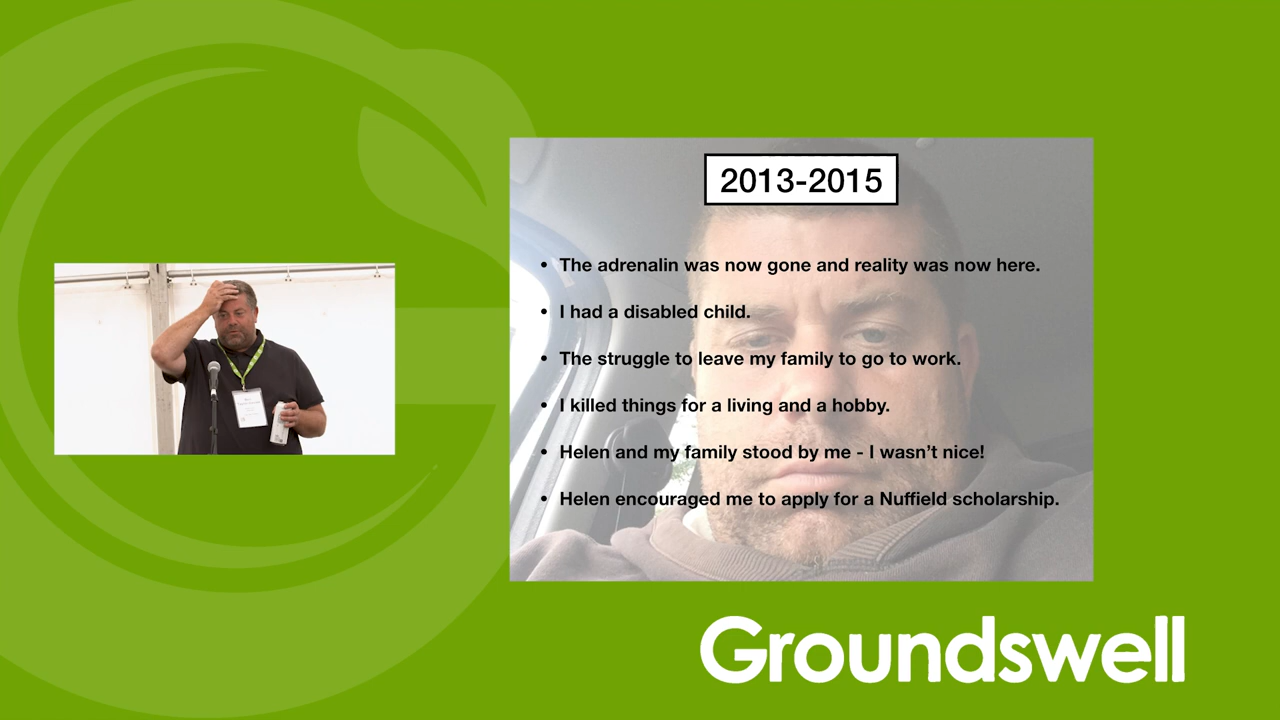 2013-2015
• The adrenalin was now gone and reality was now here.
• I had a disabled child.
• The struggle to leave my family to go to work.
• I killed things for a living and a hobby.
• Helen and my family stood by me - I wasn't nice!
• Helen encouraged me to apply for a Nuffield scholarship.
Groundswell